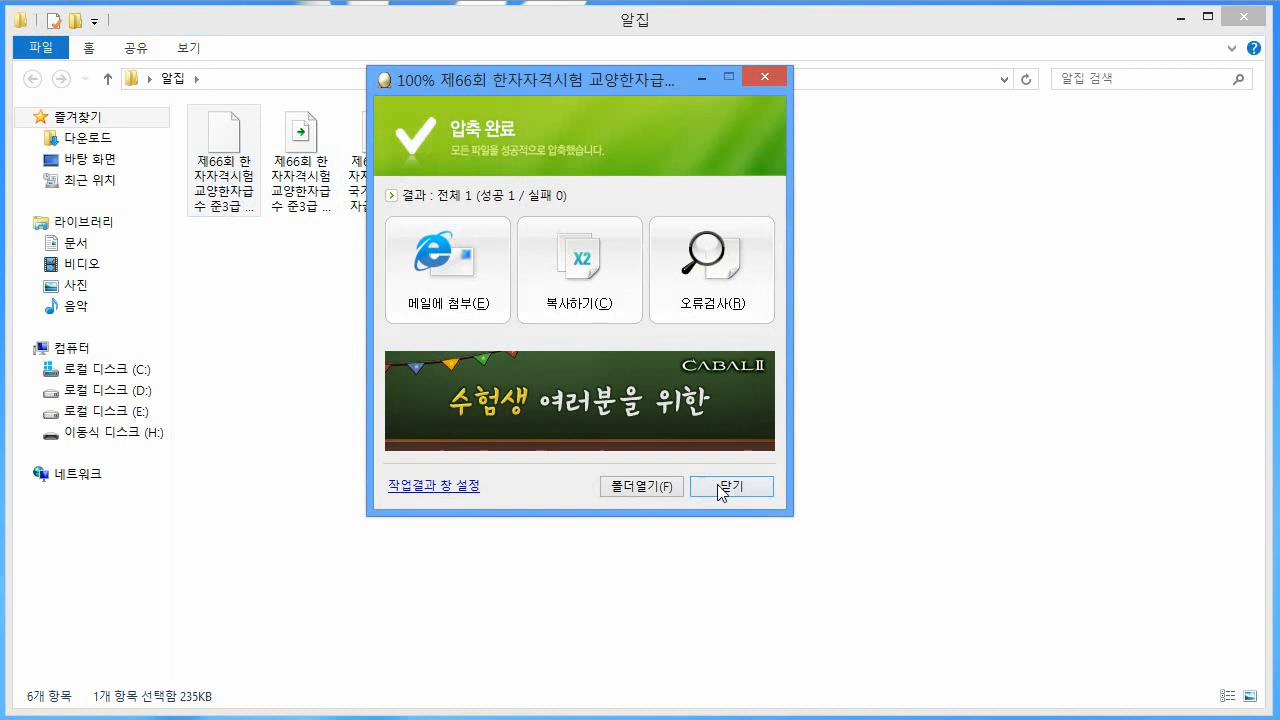 알집
파일 홈 공유 보기
알집
알집 검색
즐겨찾기
다운로드
바탕 화면
최근 위치
라이브러리
문서
비디오
사진
음악
컴퓨터
로컬 디스크 (C:)
로컬 디스크 (D:)
로컬 디스크 (E:)
이동식 디스크 (H:)
네트워크
제66회 한
자자격시험
교양한자급
수 준3급 ...
제66회 한
자자격시험
교양한자급
수 준3급 ...
100% 제66회 한자자격시험 교양한자급...
압축 완료
모든 파일을 성공적으로 압축했습니다.
결과 : 전체 1 (성공 1 / 실패 0)
메일에 첨부(E)
X2
복사하기(C)
오류검사(R)
CABAL II
수험생 여러분을 위한
작업결과 창 설정
폴더열기(F)
닫기
6개 항목 1개 항목 선택함 235KB